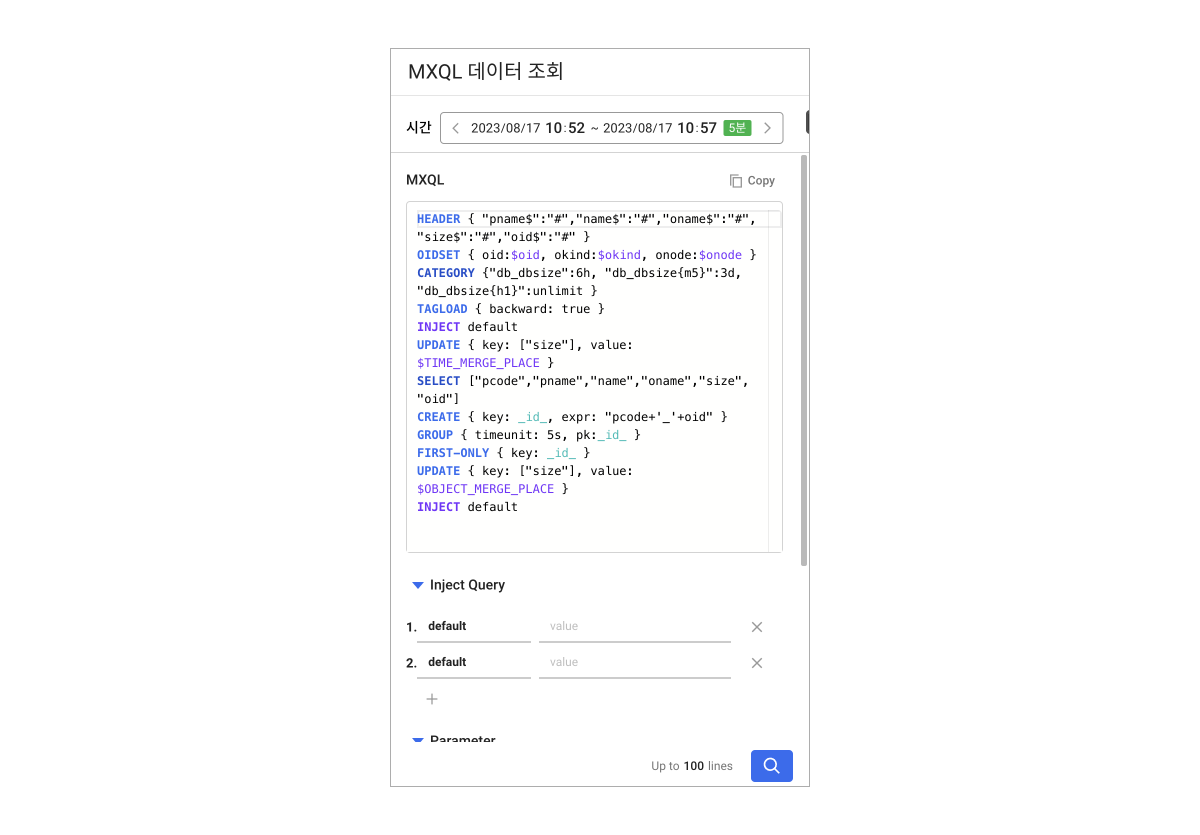 MXQL 데이터 조회
시간 2023/08/17 10:52 ~ 2023/08/17 10:57 5분
MXQL Copy
HEADER { "pname$":"#","name$":"#","oname$":"#",
"size$":"#","oid$":"#" }
OIDSET { oid:$oid, okind:$okind, onode:$onode }
CATEGORY {"db_dbsize":6h, "db_dbsize{m5}":3d,
"db_dbsize{h1}":unlimit }
TAGLOAD { backward: true }
INJECT default
UPDATE { key: ["size"], value:
$TIME_MERGE_PLACE }
SELECT ["pcode","pname","name","oname","size",
"oid"]
CREATE { key: _id_, expr: "pcode+'_'+oid" }
GROUP { timeunit: 5s, pk:_id_ }
FIRST-ONLY { key: _id_ }
UPDATE { key: ["size"], value:
$OBJECT_MERGE_PLACE }
INJECT default
Inject Query
1. default value
2. default value
Parameter
Up to 100 lines